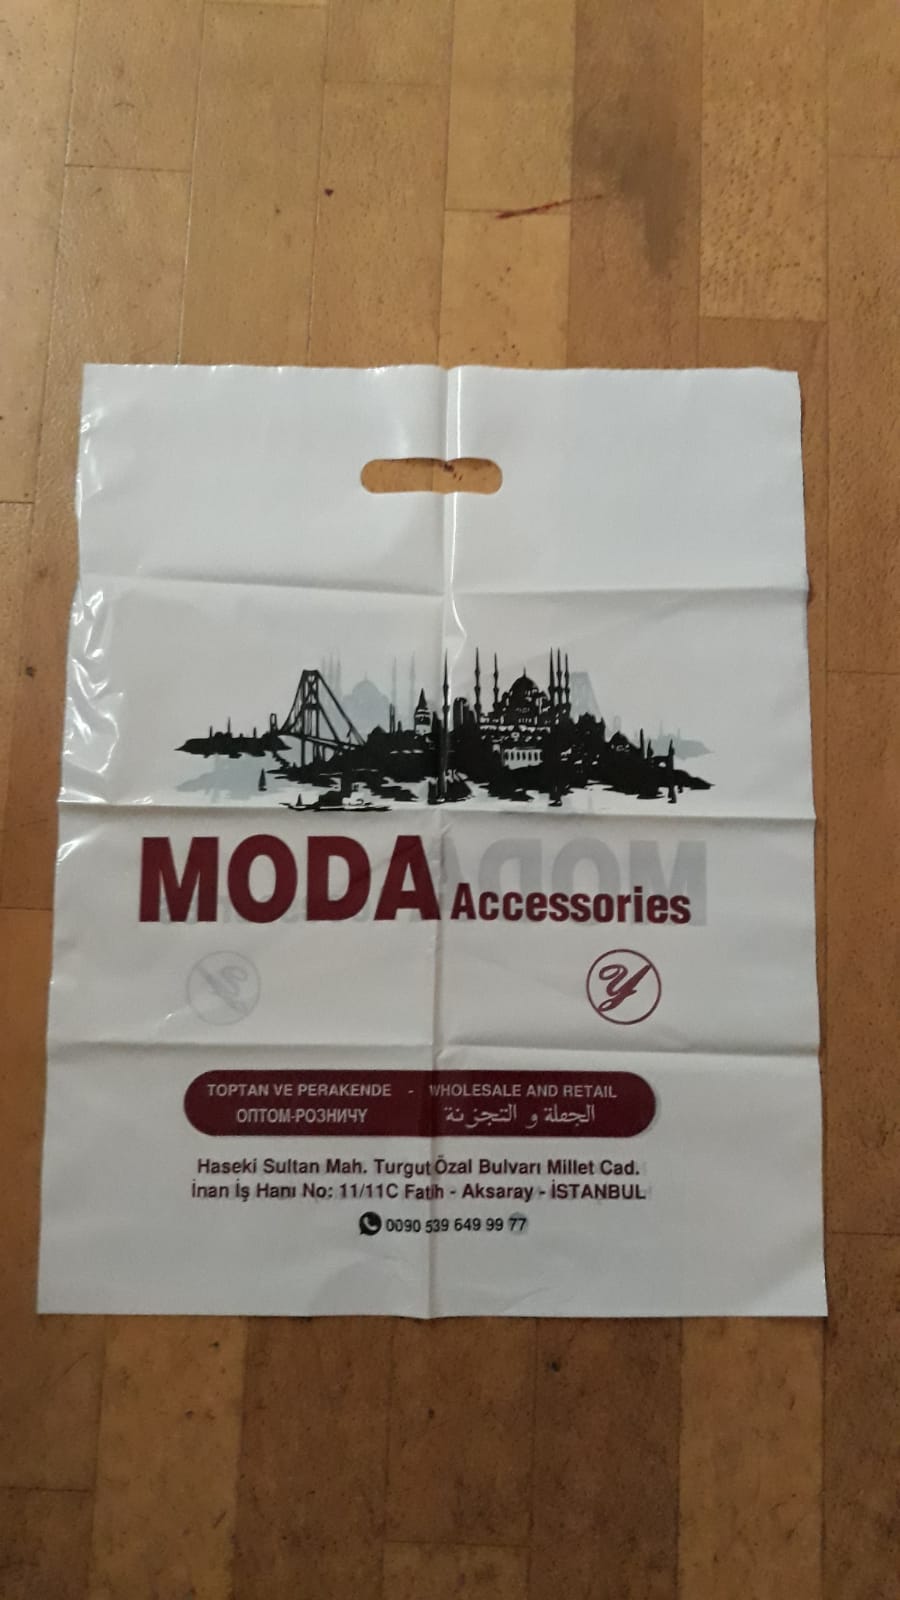 MODA Accessories
Y
TOPTAN VE PERAKENDE - WHOLESALE AND RETAIL
ОПТОМ-РОЗНИЧУ الجملة و التجزئة
Haseki Sultan Mah. Turgut Özal Bulvarı Millet Cad.
İnan İş Hanı No: 11/11C Fatih - Aksaray - İSTANBUL
0090 539 649 99 77